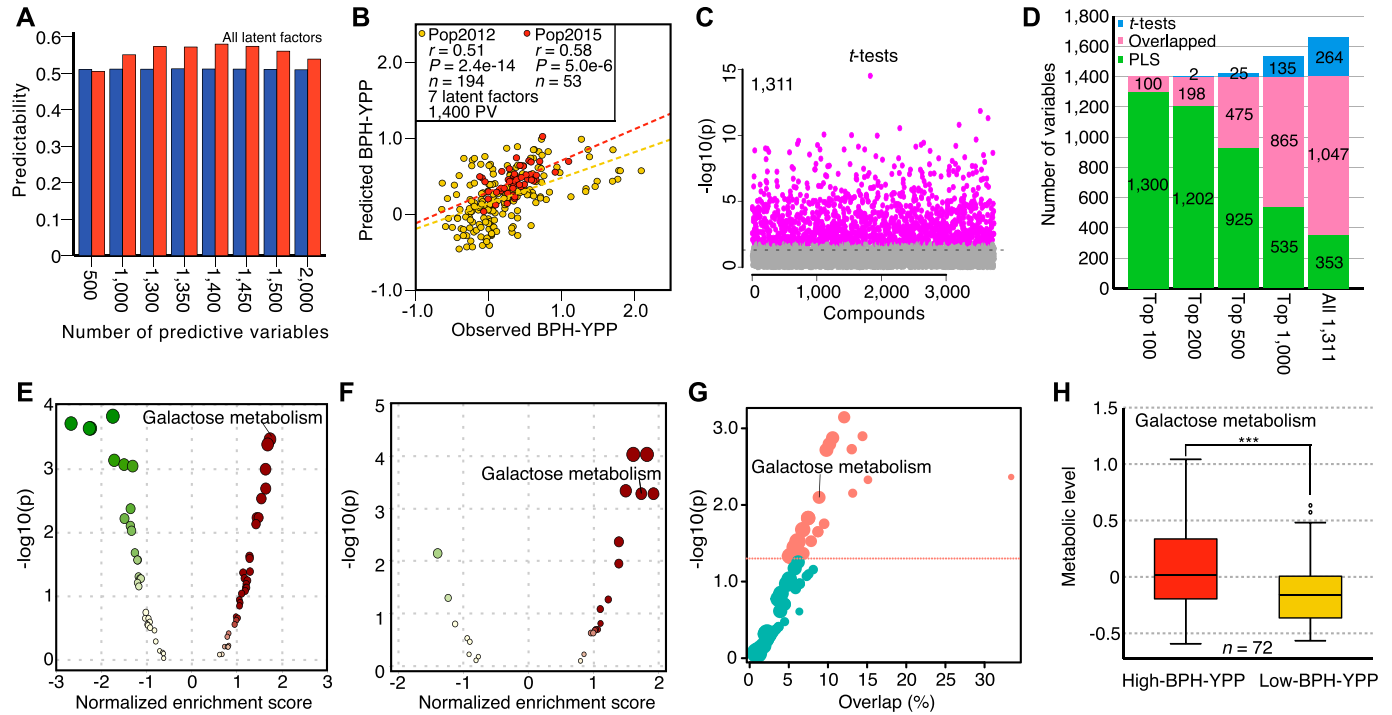 A
All latent factors
0.6
0.5
0.4
0.3
0.2
0.1
0
Predictability
500
1,000
1,300
1,350
1,400
1,450
1,500
2,000
Number of predictive variables
B
Pop2012
r = 0.51
P = 2.4e-14
n = 194
7 latent factors
1,400 PV
Pop2015
r = 0.58
P = 5.0e-6
n = 53
2.0
1.0
0
-1.0
Predicted BPH-YPP
-1.0
0
1.0
2.0
Observed BPH-YPP
C
t-tests
1,311
15
10
5
0
-log10(p)
0
1,000
2,000
3,000
Compounds
D
t-tests
Overlapped
PLS
1,800
1,600
1,400
1,200
1,000
800
600
400
200
0
Number of variables
100
1,300
2
198
1,202
25
475
925
135
865
535
264
1,047
353
Top 100
Top 200
Top 500
Top 1,000
All 1,311
E
Galactose metabolism
4
3
2
1
0
-log10(p)
-3
-2
-1
0
1
2
3
Normalized enrichment score
F
Galactose metabolism
5
4
3
2
1
0
-log10(p)
-2
-1
0
1
2
Normalized enrichment score
G
Galactose metabolism
3.0
2.0
1.0
0
-log10(p)
0
5
10
15
20
25
30
Overlap (%)
H
Galactose metabolism
***
1.5
1.0
0.5
0
-0.5
Metabolic level
n = 72
High-BPH-YPP
Low-BPH-YPP